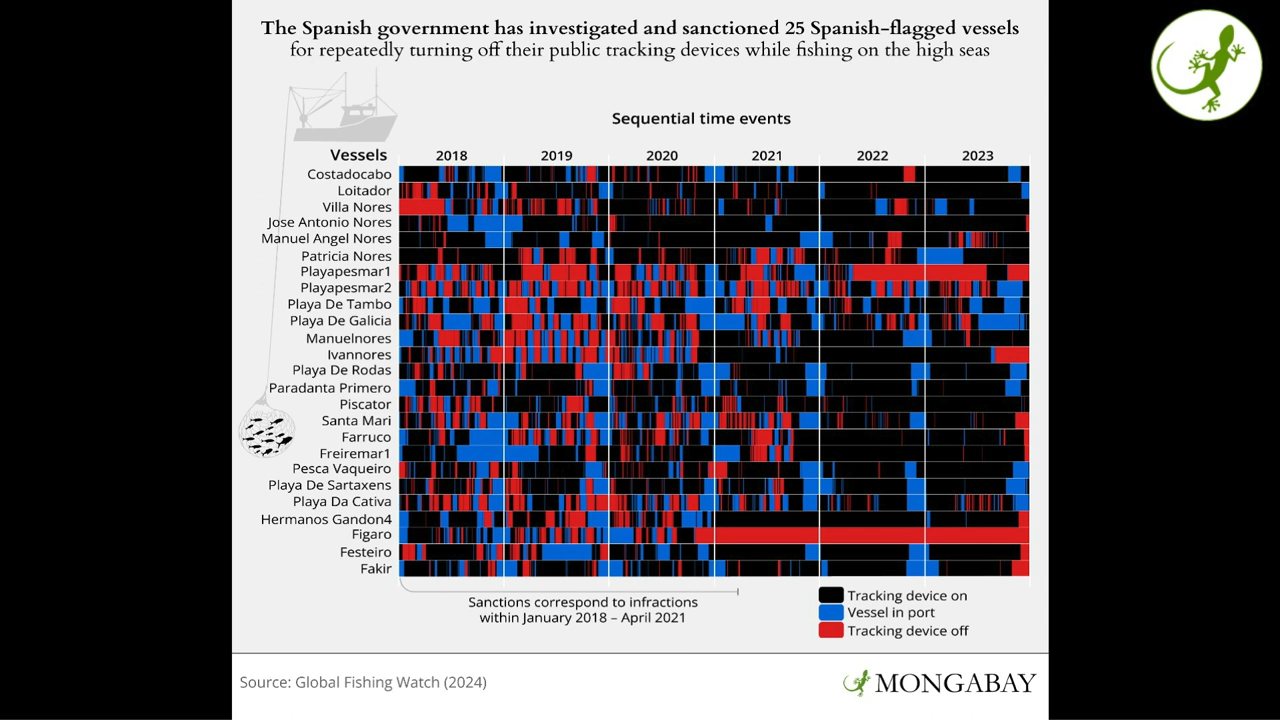 The Spanish government has investigated and sanctioned 25 Spanish-flagged vessels
for repeatedly turning off their public tracking devices while fishing on the high seas
Sequential time events
Vessels 2018 2019 2020 2021 2022 2023
Costadocabo
Loitador
Villa Nores
Jose Antonio Nores
Manuel Angel Nores
Patricia Nores
Playapesmar1
Playapesmar2
Playa De Tambo
Playa De Galicia
Manuelnores
Ivannores
Playa De Rodas
Paradanta Primero
Piscator
Santa Mari
Farruco
Freiremar1
Pesca Vaqueiro
Playa De Sartaxens
Playa Da Cativa
Hermanos Gandon4
Figaro
Festeiro
Fakir
Sanctions correspond to infractions
within January 2018 – April 2021
Tracking device on
Vessel in port
Tracking device off
Source: Global Fishing Watch (2024)
MONGABAY